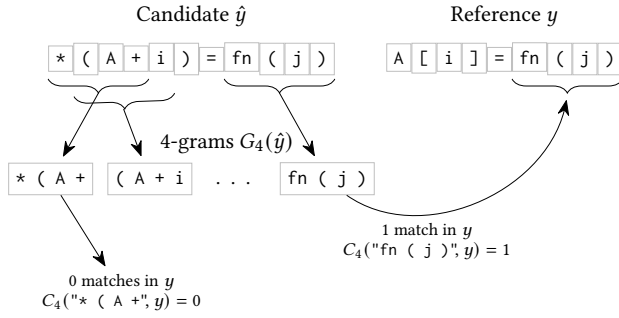 Candidate ŷ
Reference y
* ( A + i ) = fn ( j )
A [ i ] = fn ( j )
4-grams G₄(ŷ)
* ( A +
( A + i
. . .
fn ( j )
1 match in y
C₄("fn ( j )", y) = 1
0 matches in y
C₄("* ( A +", y) = 0